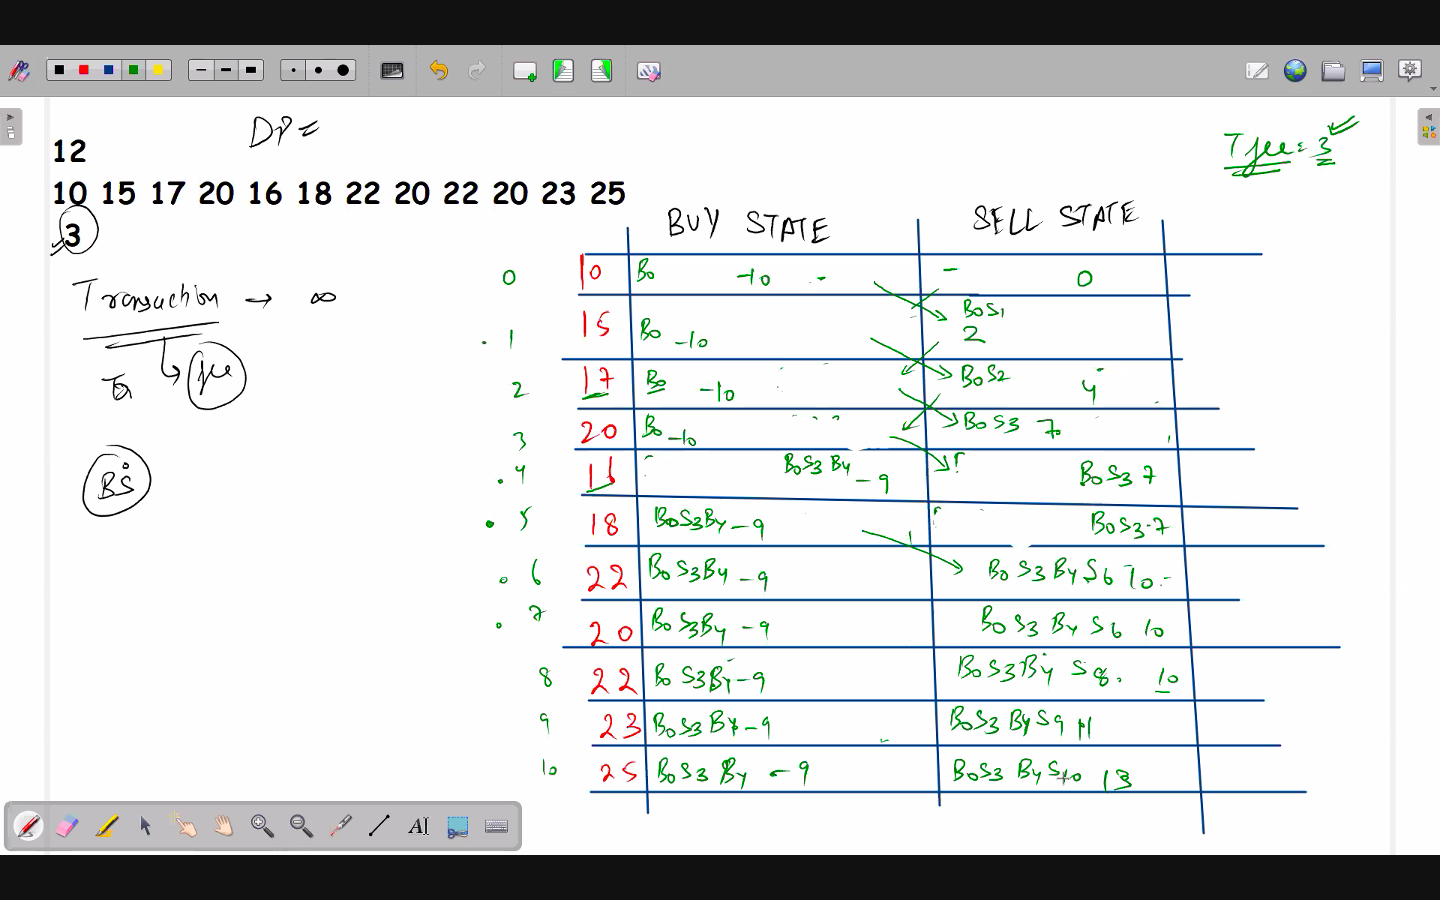 DP =
12
10 15 17 20 16 18 22 20 22 20 23 25
3
T fee = 3
BUY STATE SELL STATE
Transaction → ∞
fee
BS
0 10 B0 -10 - - 0
1 15 B0 -10 B0S1 2
2 17 B0 -10 B0S2 4
3 20 B0 -10 B0S3 7
4 16 B0S3B4 -9 B0S3 7
5 18 B0S3B4 -9 B0S3 7
6 22 B0S3B4 -9 B0S3B4S6 10
7 20 B0S3B4 -9 B0S3B4S6 10
8 22 B0S3B4 -9 B0S3B4S8 10
9 23 B0S3B4 -9 B0S3B4S9 11
10 25 B0S3B4 -9 B0S3B4S10 13
AI